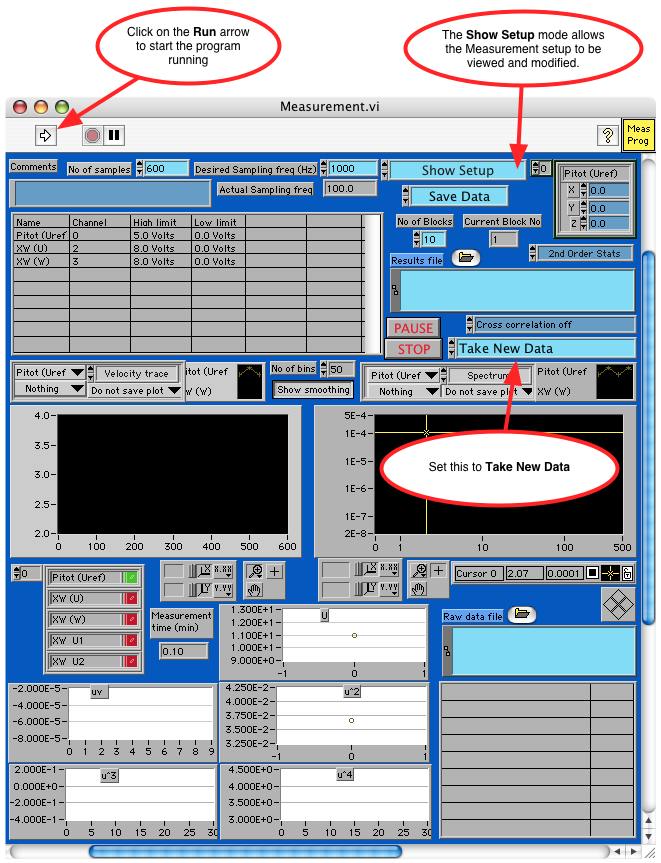 Click on the Run arrow
to start the program
running
The Show Setup mode allows
the Measurement setup to be
viewed and modified.
Measurement.vi
?
Meas
Prog
Comments
No of samples
600
Desired Sampling freq (Hz)
1000
Show Setup
0
Pitot (Uref)
Actual Sampling freq
100.0
Save Data
X
0.0
Y
0.0
Z
0.0
Name Channel High limit Low limit
Pitot (Uref 0 5.0 Volts 0.0 Volts
XW (U) 2 8.0 Volts 0.0 Volts
XW (W) 3 8.0 Volts 0.0 Volts
No of Blocks
Current Block No
10
1
2nd Order Stats
Results file
PAUSE
Cross correlation off
STOP
Take New Data
Pitot (Uref
Velocity trace
Nothing
Do not save plot
itot (Uref
W (W)
No of bins
50
Show smoothing
Pitot (Uref
Spectrum
Nothing
Do not save plot
Pitot (Uref
XW (W)
4.0
3.5
3.0
2.5
2.0
0 100 200 300 400 500 600
5E-4
1E-4
1E-5
1E-6
1E-7
2E-8
0 1 10 100 500
Set this to Take New Data
0
Pitot (Uref)
XW (U)
XW (W)
XW U1
XW U2
X X.XX
Y Y.YY
X X.XX
Y Y.YY
Cursor 0 2.07 0.0001
Measurement
time (min)
0.10
U
1.300E+1
1.200E+1
1.100E+1
1.000E+1
9.000E+0
-1 0 1
Raw data file
uv
-2.000E-5
-4.000E-5
-6.000E-5
-8.000E-5
0 1 2 3 4 5 6 7 8 9
u^2
4.250E-2
4.000E-2
3.750E-2
3.500E-2
3.250E-2
-1 0 1
u^3
2.000E-1
0.000E+0
-2.000E-1
-4.000E-1
0 5 10 15 20 25 30
u^4
4.500E+0
4.000E+0
3.500E+0
3.000E+0
0 5 10 15 20 25 30